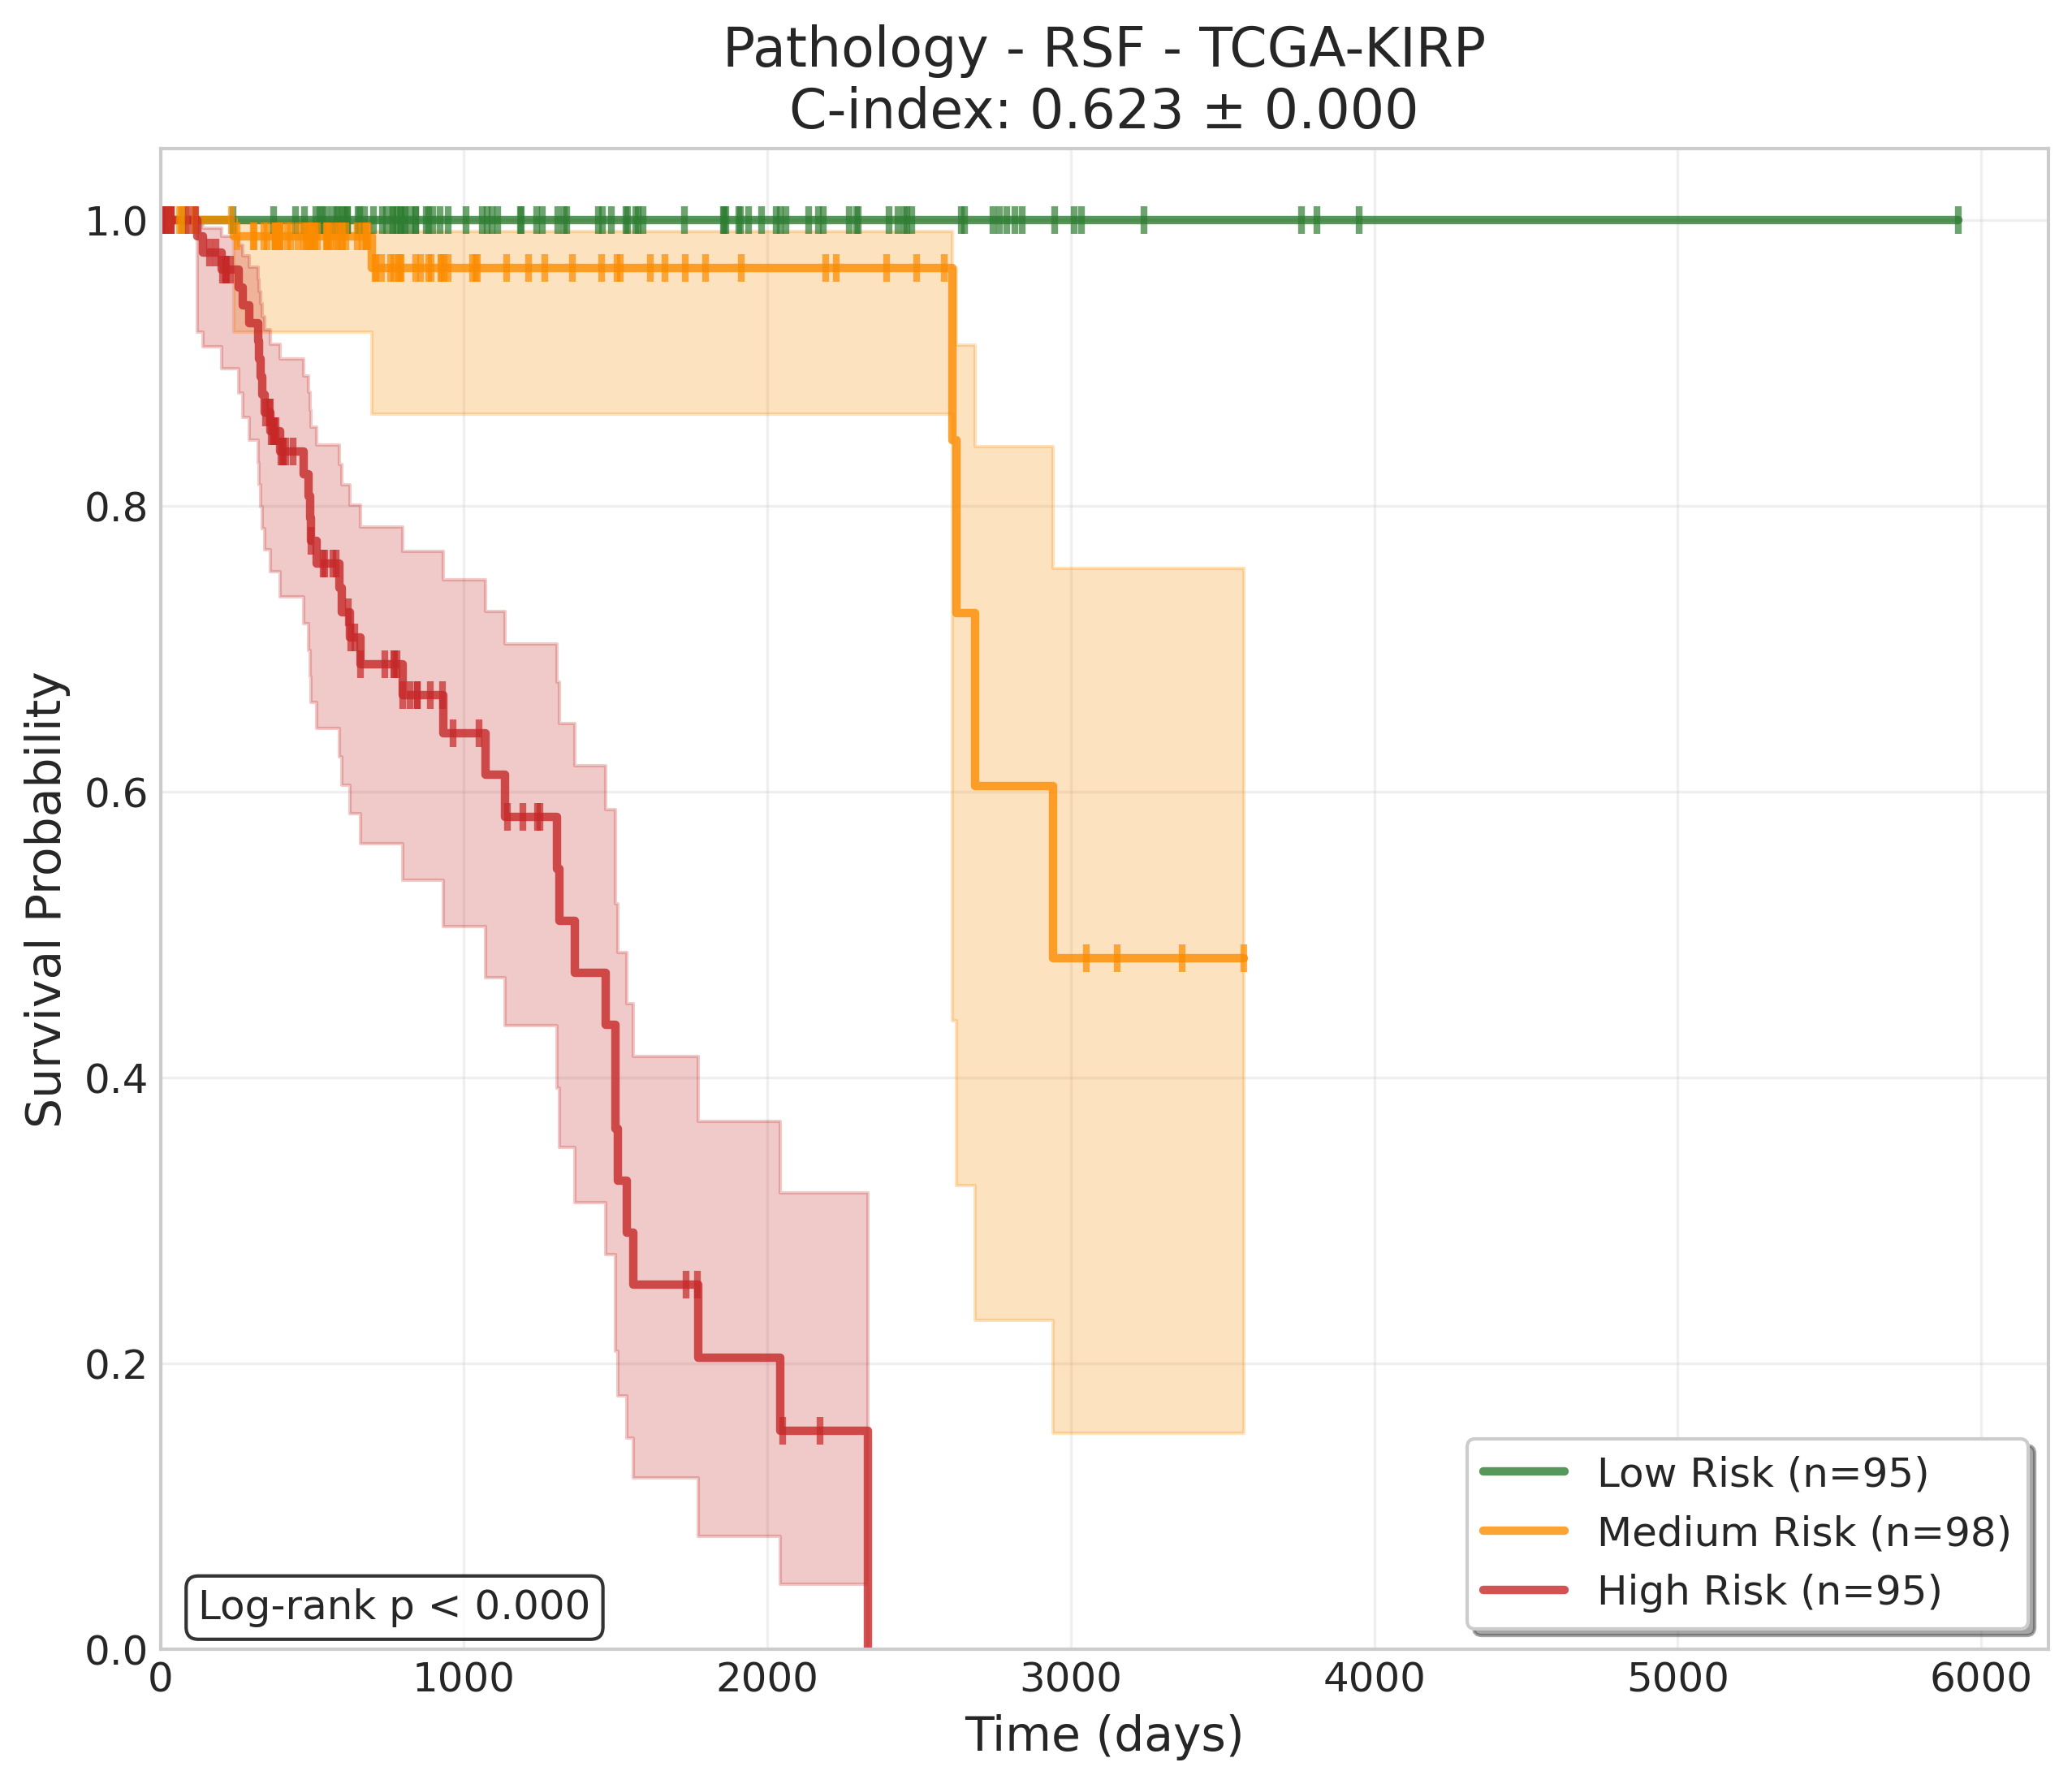 Pathology - RSF - TCGA-KIRP
C-index: 0.623 ± 0.000
Survival Probability
1.0
0.8
0.6
0.4
0.2
0.0
Log-rank p < 0.000
Low Risk (n=95)
Medium Risk (n=98)
High Risk (n=95)
0 1000 2000 3000 4000 5000 6000
Time (days)